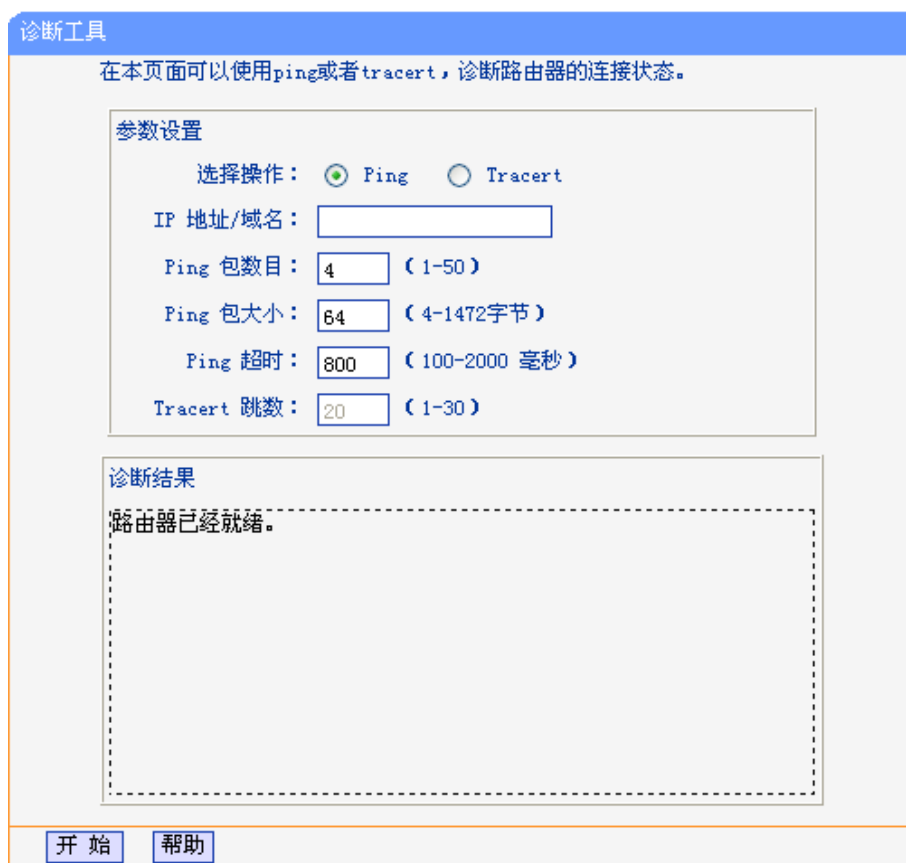 诊断工具
在本页面可以使用ping或者tracert，诊断路由器的连接状态。
参数设置
选择操作： Ping Tracert
IP 地址/域名：
Ping 包数目： 4 （1-50）
Ping 包大小： 64 （4-1472字节）
Ping 超时： 800 （100-2000 毫秒）
Tracert 跳数： 20 （1-30）
诊断结果
路由器已经就绪。
开 始 帮助